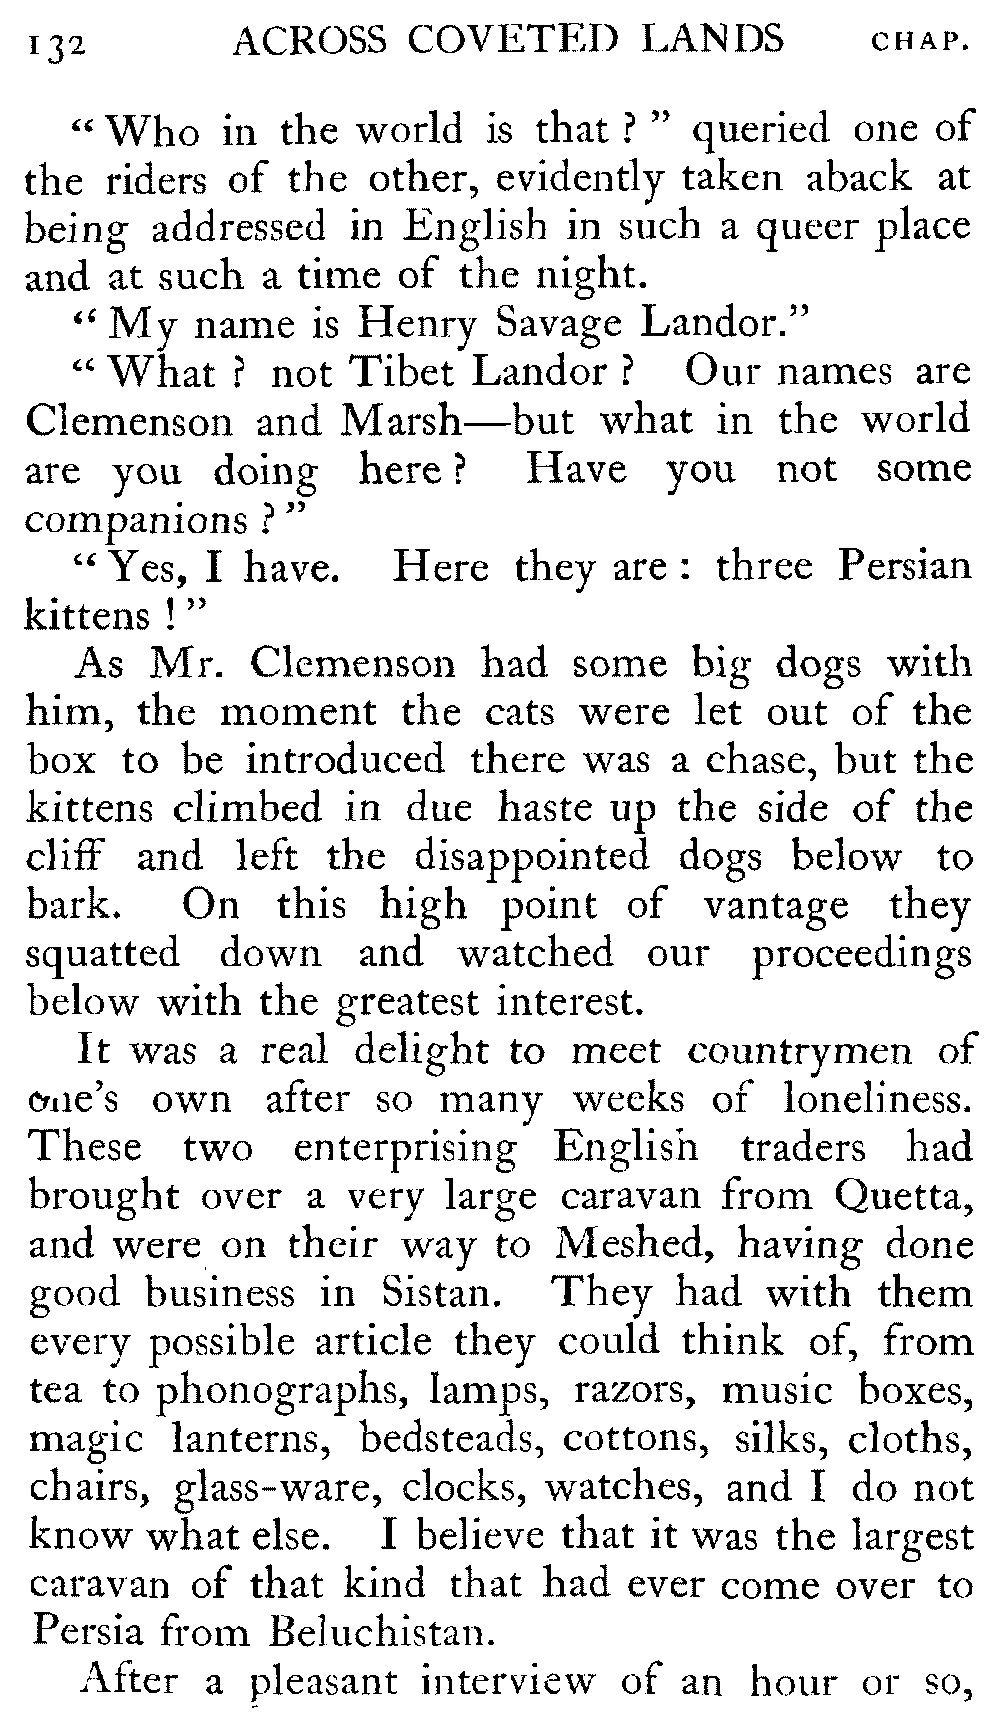 132 ACROSS COVETED LANDS CHAP.
“ Who in the world is that ? ” queried one of
the riders of the other, evidently taken aback at
being addressed in English in such a queer place
and at such a time of the night.
“ My name is Henry Savage Landor.”
“ What ? not Tibet Landor ? Our names are
Clemenson and Marsh—but what in the world
are you doing here ? Have you not some
companions ? ”
“ Yes, I have. Here they are : three Persian
kittens ! ”
As Mr. Clemenson had some big dogs with
him, the moment the cats were let out of the
box to be introduced there was a chase, but the
kittens climbed in due haste up the side of the
cliff and left the disappointed dogs below to
bark. On this high point of vantage they
squatted down and watched our proceedings
below with the greatest interest.
It was a real delight to meet countrymen of
one’s own after so many weeks of loneliness.
These two enterprising English traders had
brought over a very large caravan from Quetta,
and were on their way to Meshed, having done
good business in Sistan. They had with them
every possible article they could think of, from
tea to phonographs, lamps, razors, music boxes,
magic lanterns, bedsteads, cottons, silks, cloths,
chairs, glass-ware, clocks, watches, and I do not
know what else. I believe that it was the largest
caravan of that kind that had ever come over to
Persia from Beluchistan.
After a pleasant interview of an hour or so,